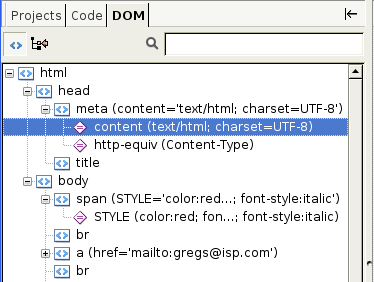 Projects Code DOM
html
head
meta (content='text/html; charset=UTF-8')
content (text/html; charset=UTF-8)
http-equiv (Content-Type)
title
body
span (STYLE='color:red...; font-style:italic')
STYLE (color:red; fon...; font-style:italic)
br
a (href='mailto:gregs@isp.com')
br